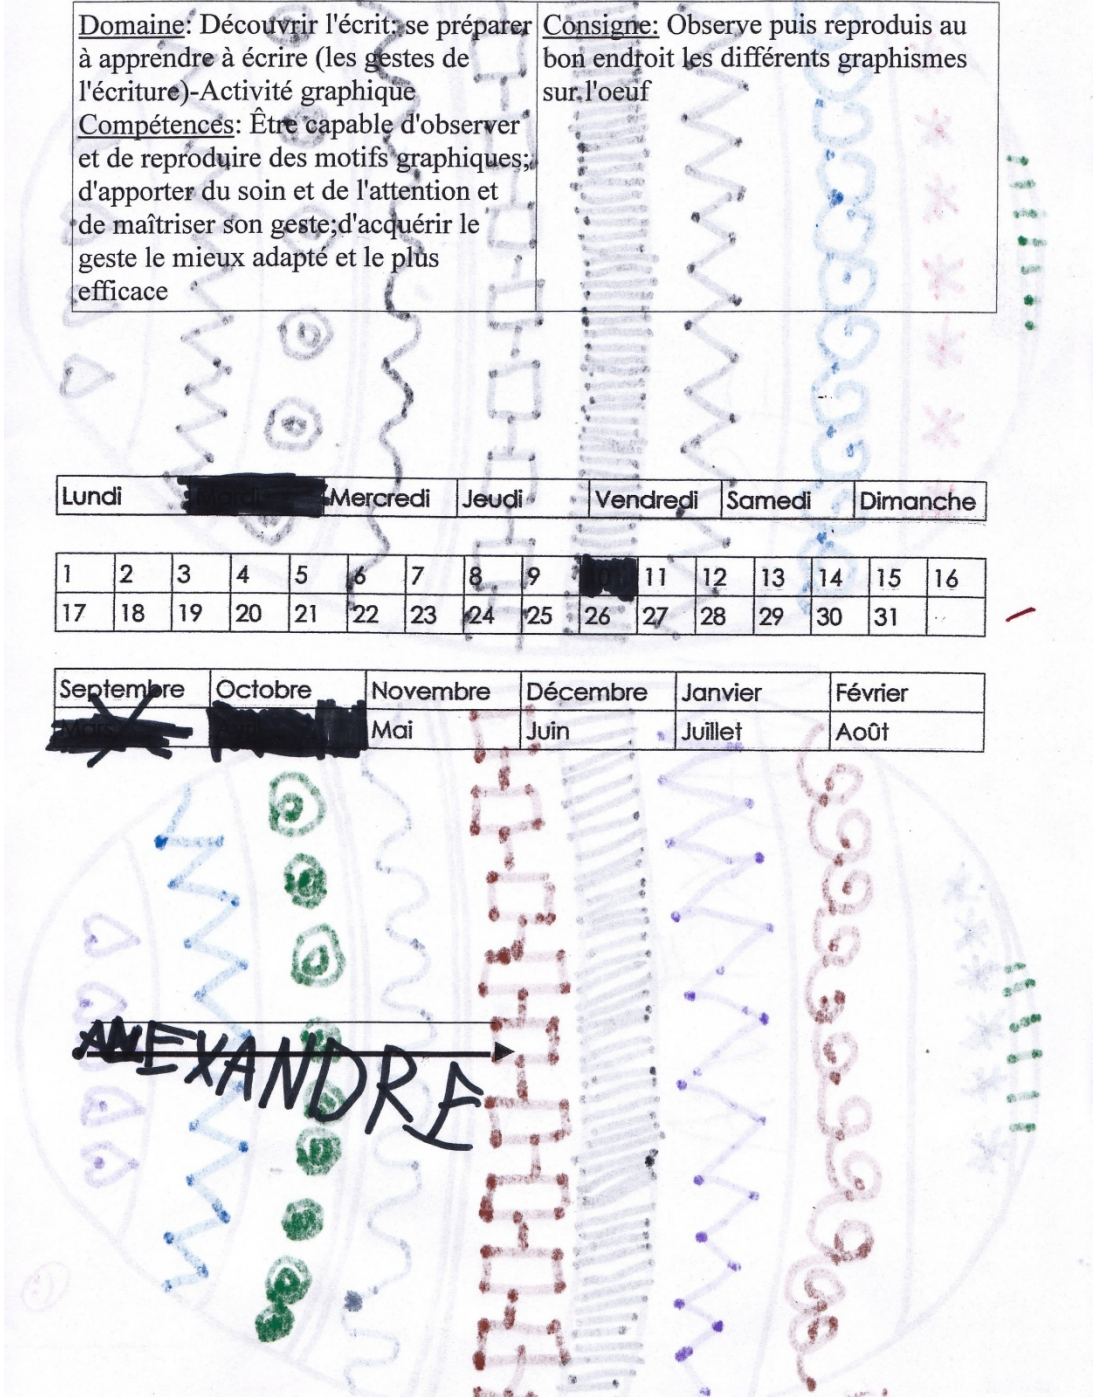 Domaine: Découvrir l'écrit: se préparer
à apprendre à écrire (les gestes de
l'écriture)-Activité graphique
Compétences: Être capable d'observer
et de reproduire des motifs graphiques;
d'apporter du soin et de l'attention et
de maîtriser son geste;d'acquérir le
geste le mieux adapté et le plus
efficace
Consigne: Observe puis reproduis au
bon endroit les différents graphismes
sur l'oeuf
Lundi Mardi Mercredi Jeudi Vendredi Samedi Dimanche
1 2 3 4 5 6 7 8 9 10 11 12 13 14 15 16
17 18 19 20 21 22 23 24 25 26 27 28 29 30 31
Septembre Octobre Novembre Décembre Janvier Février
Mars Mai Juin Juillet Août
ALEXANDRE